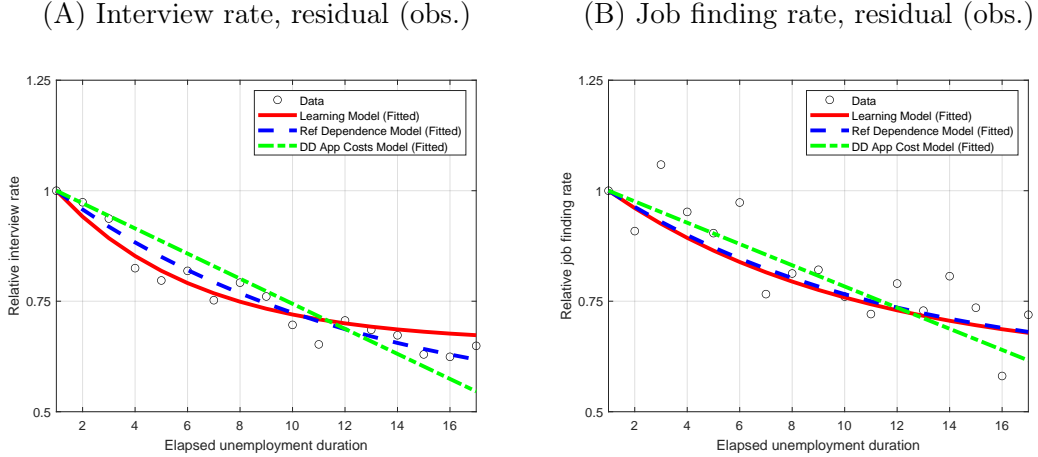 (A) Interview rate, residual (obs.)
1.25
1
0.75
0.5
Relative interview rate
2 4 6 8 10 12 14 16
Elapsed unemployment duration
Data
Learning Model (Fitted)
Ref Dependence Model (Fitted)
DD App Cost Model (Fitted)
(B) Job finding rate, residual (obs.)
1.25
1
0.75
0.5
Relative job finding rate
2 4 6 8 10 12 14 16
Elapsed unemployment duration
Data
Learning Model (Fitted)
Ref Dependence Model (Fitted)
DD App Cost Model (Fitted)